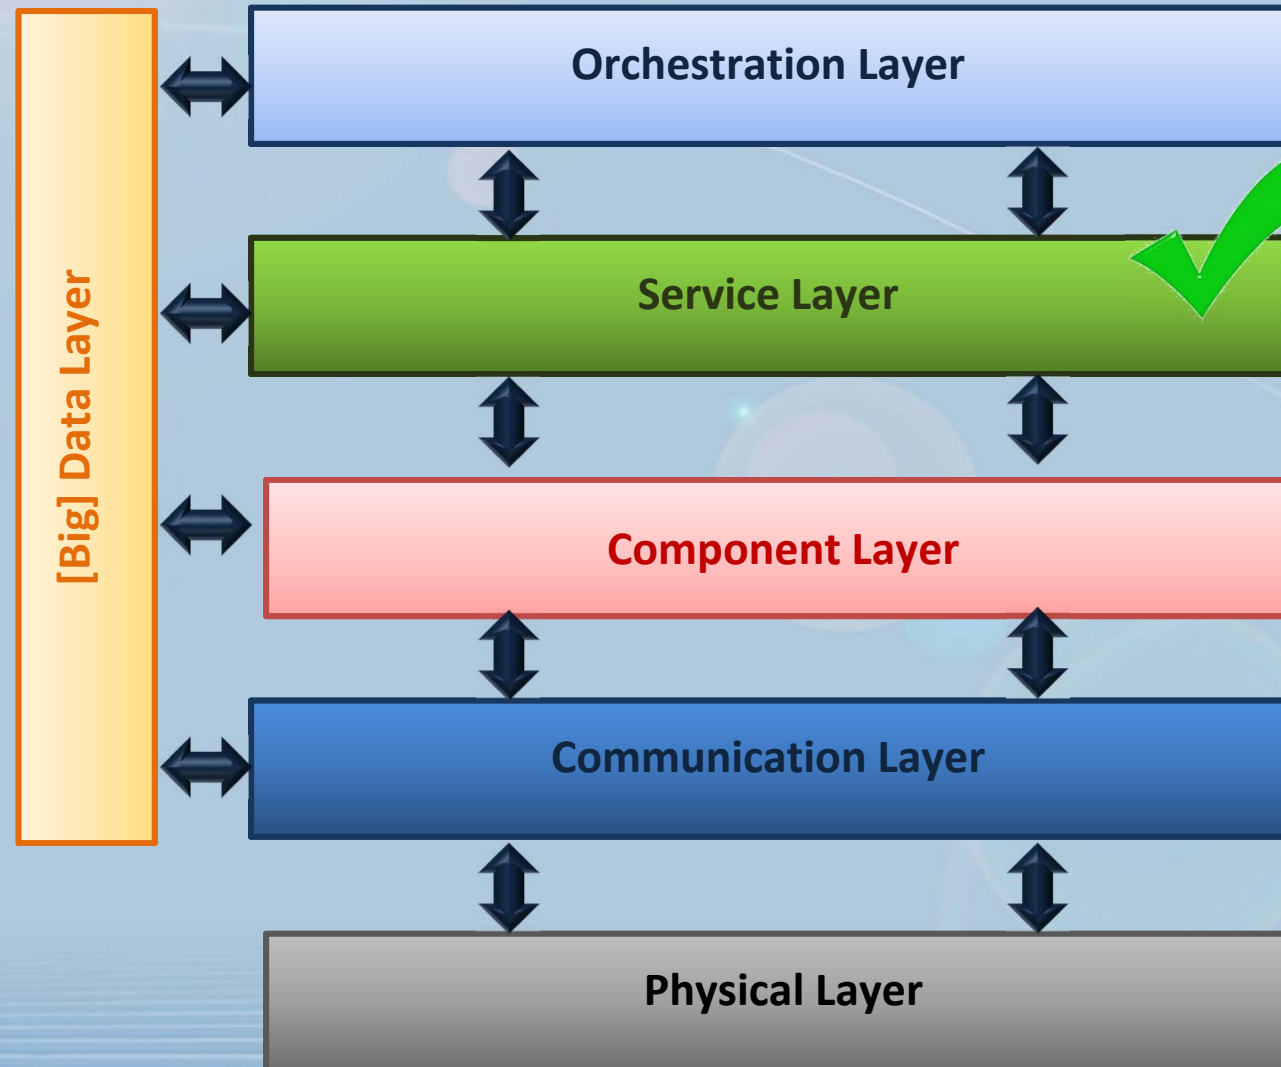 Orchestration Layer
Service Layer
[Big] Data Layer
Component Layer
Communication Layer
Physical Layer